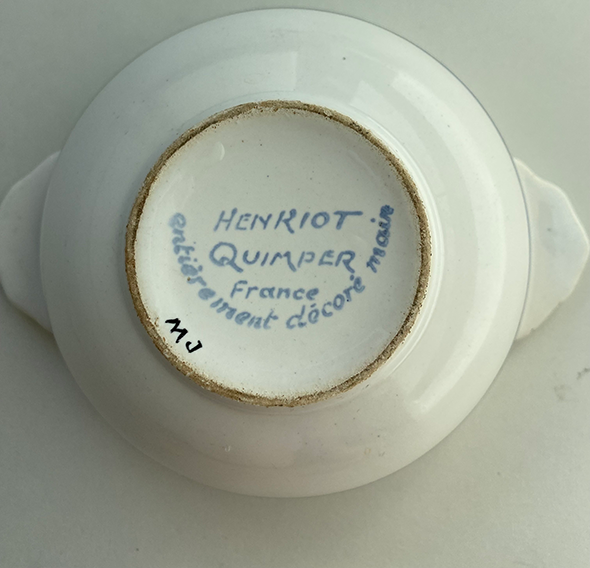 HENRIOT
QUIMPER
France
entièrement décoré main
MJ